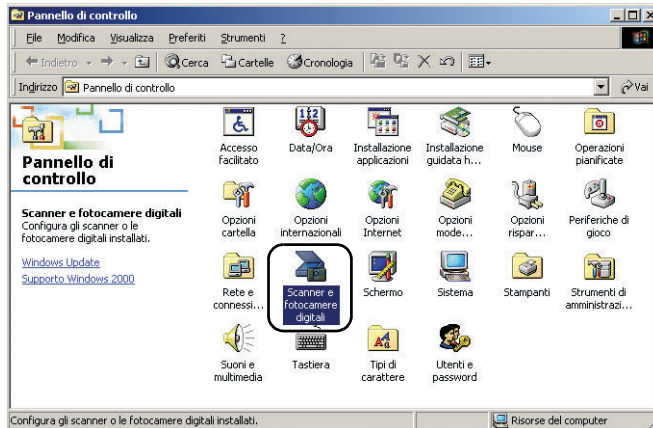 Pannello di controllo
File Modifica Visualizza Preferiti Strumenti ?
Indietro Cerca Cartelle Cronologia
Indirizzo Pannello di controllo Vai
Pannello di
controllo
Scanner e fotocamere digitali
Configura gli scanner o le
fotocamere digitali installati.
Windows Update
Supporto Windows 2000
Accesso
facilitato
Data/Ora
Installazione
applicazioni
Installazione
guidata h...
Mouse
Operazioni
pianificate
Opzioni
cartella
Opzioni
internazionali
Opzioni
Internet
Opzioni
mode...
Opzioni
rispar...
Periferiche di
gioco
Rete e
connessi...
Scanner e
fotocamere
digitali
Schermo
Sistema
Stampanti
Strumenti di
amministrazi...
Suoni e
multimedia
Tastiera
Tipi di
carattere
Utenti e
password
Configura gli scanner o le fotocamere digitali installati. Risorse del computer